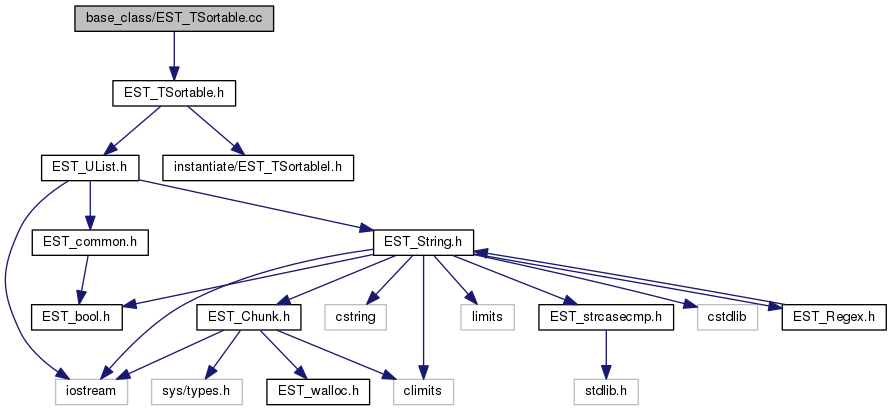 base_class/EST_TSortable.cc
EST_TSortable.h
EST_UList.h
instantiate/EST_TSortableI.h
EST_common.h
EST_String.h
EST_bool.h
EST_Chunk.h
cstring
limits
EST_strcasecmp.h
cstdlib
EST_Regex.h
iostream
sys/types.h
EST_walloc.h
climits
stdlib.h